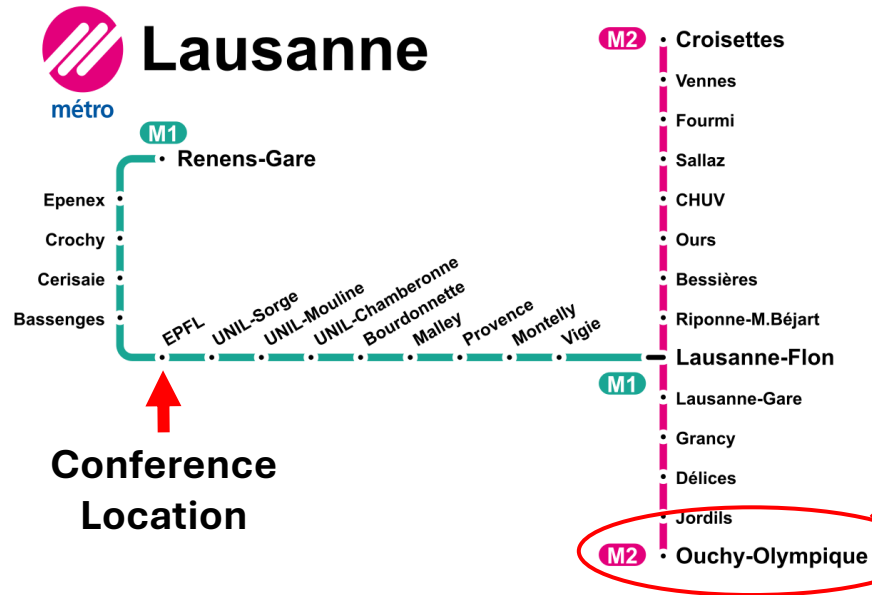 Lausanne
métro
M1
Renens-Gare
Epenex
Crochy
Cerisaie
Bassenges
EPFL
UNIL-Sorge
UNIL-Mouline
UNIL-Chamberonne
Bourdonnette
Malley
Provence
Montelly
Vigie
M2
Croisettes
Vennes
Fourmi
Sallaz
CHUV
Ours
Bessières
Riponne-M.Béjart
Lausanne-Flon
M1
Lausanne-Gare
Grancy
Délices
Jordils
M2
Ouchy-Olympique
Conference
Location